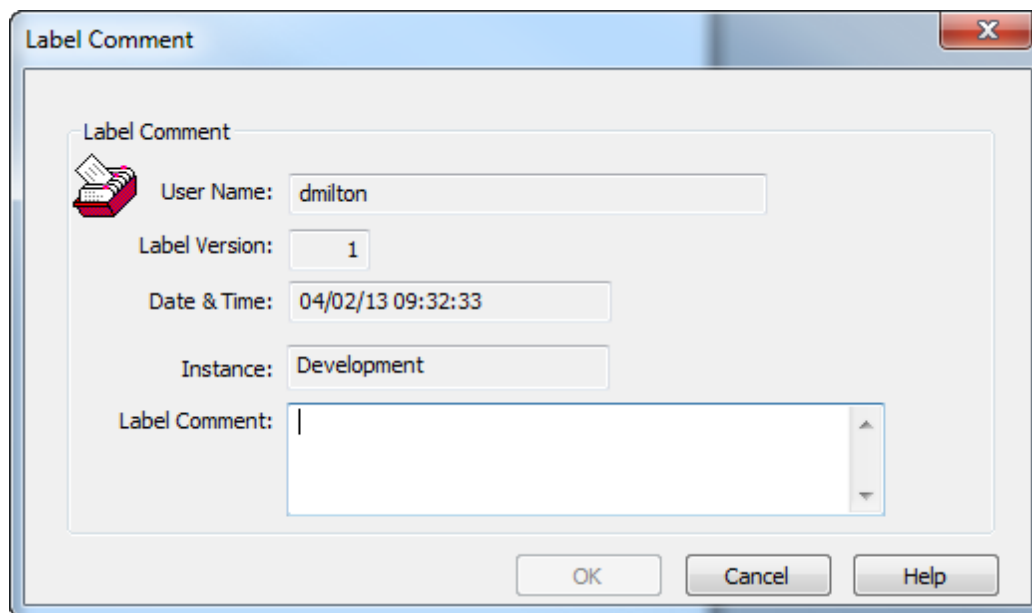 Label Comment
Label Comment
User Name: dmilton
Label Version: 1
Date & Time: 04/02/13 09:32:33
Instance: Development
Label Comment:
OK Cancel Help